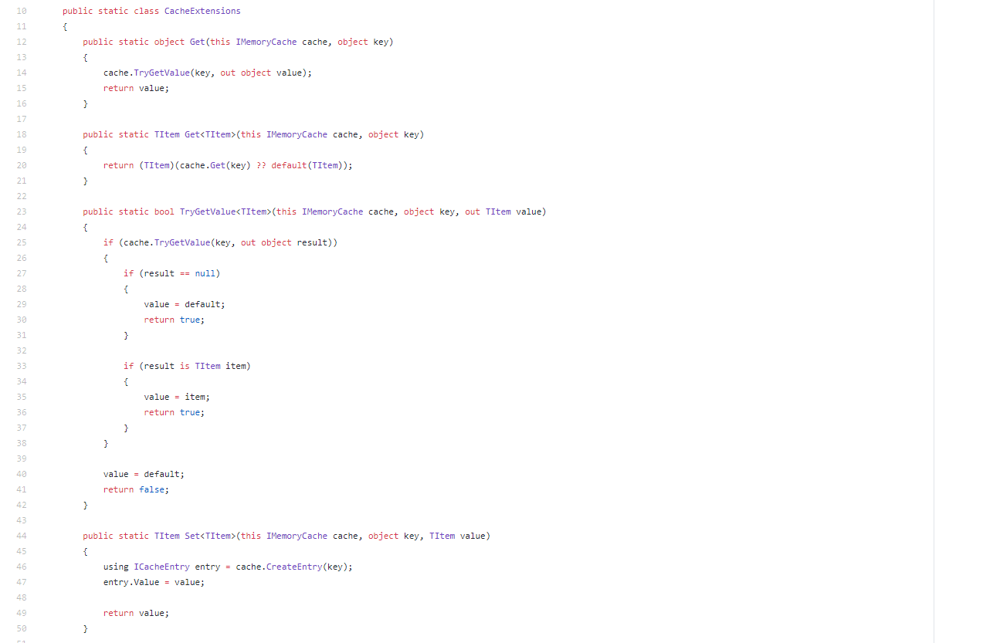 10 public static class CacheExtensions
11 {
12 public static object Get(this IMemoryCache cache, object key)
13 {
14 cache.TryGetValue(key, out object value);
15 return value;
16 }
17
18 public static TItem Get<TItem>(this IMemoryCache cache, object key)
19 {
20 return (TItem)(cache.Get(key) ?? default(TItem));
21 }
22
23 public static bool TryGetValue<TItem>(this IMemoryCache cache, object key, out TItem value)
24 {
25 if (cache.TryGetValue(key, out object result))
26 {
27 if (result == null)
28 {
29 value = default;
30 return true;
31 }
32
33 if (result is TItem item)
34 {
35 value = item;
36 return true;
37 }
38 }
39
40 value = default;
41 return false;
42 }
43
44 public static TItem Set<TItem>(this IMemoryCache cache, object key, TItem value)
45 {
46 using ICacheEntry entry = cache.CreateEntry(key);
47 entry.Value = value;
48
49 return value;
50 }